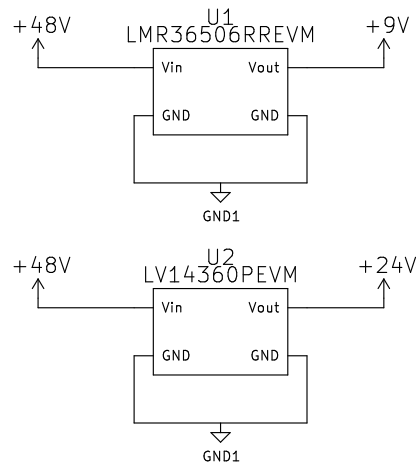 U1
LMR36506RREVM
+48V
+9V
Vin Vout
GND GND
GND1
U2
LV14360PEVM
+48V
+24V
Vin Vout
GND GND
GND1